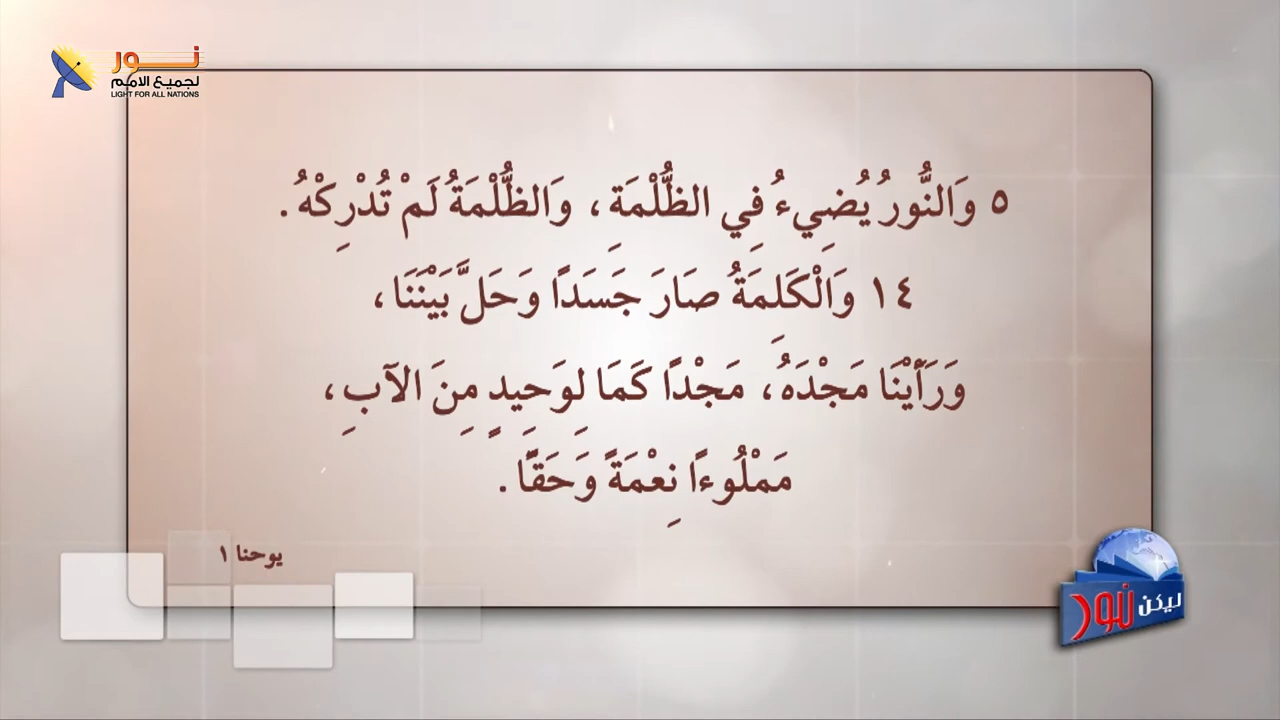 نور
لجميع الامم
LIGHT FOR ALL NATIONS
٥ وَالنُّورُ يُضِيءُ فِي الظُّلْمَةِ، وَالظُّلْمَةُ لَمْ تُدْرِكْهُ.
١٤ وَالْكَلِمَةُ صَارَ جَسَدًا وَحَلَّ بَيْنَنَا،
وَرَأَيْنَا مَجْدَهُ، مَجْدًا كَمَا لِوَحِيدٍ مِنَ الآبِ،
مَمْلُوءًا نِعْمَةً وَحَقًّا.
يوحنا ١
ليكن نور